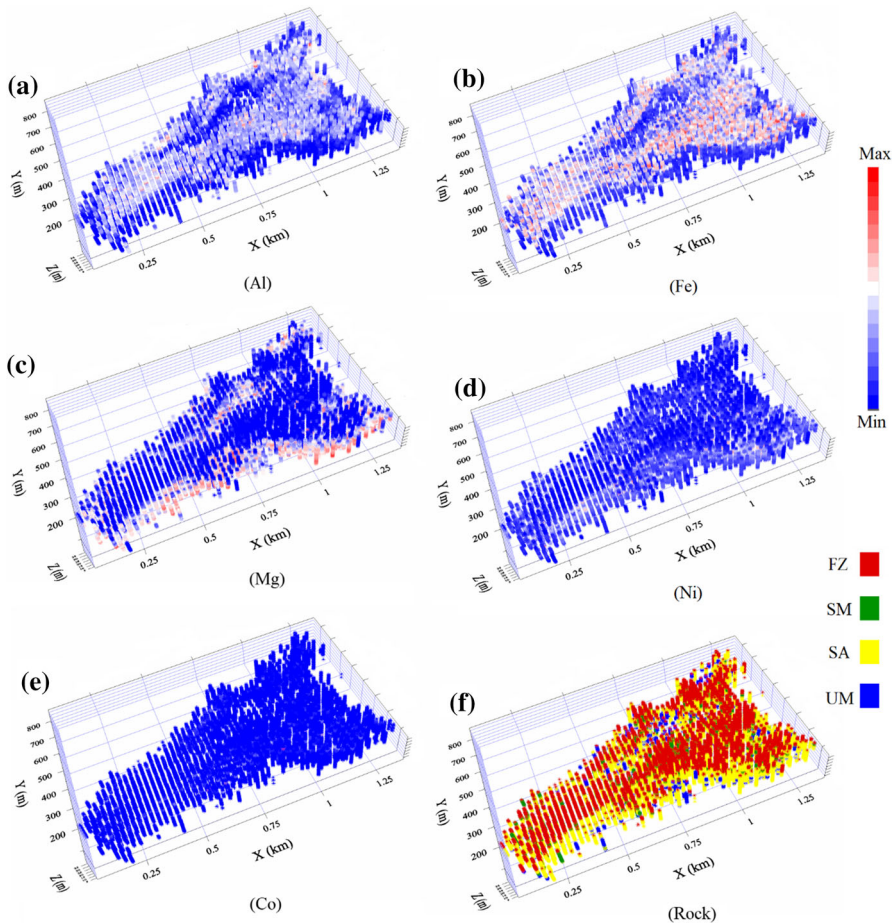 (a)
800
700
600
500
400
300
200
Y (m)
Z(m)
0.25
0.5
0.75
1
1.25
X (km)
(Al)
(b)
800
700
600
500
400
300
200
Y (m)
Z(m)
0.25
0.5
0.75
1
1.25
X (km)
(Fe)
Max
Min
(c)
800
700
600
500
400
300
200
Y (m)
Z(m)
0.25
0.5
0.75
1
1.25
X (km)
(Mg)
(d)
800
700
600
500
400
300
200
Y (m)
Z(m)
0.25
0.5
0.75
1
1.25
X (km)
(Ni)
FZ
SM
SA
UM
(e)
800
700
600
500
400
300
200
Y (m)
Z(m)
0.25
0.5
0.75
1
1.25
X (km)
(Co)
(f)
800
700
600
500
400
300
200
Y (m)
Z(m)
0.25
0.5
0.75
1
1.25
X (km)
(Rock)